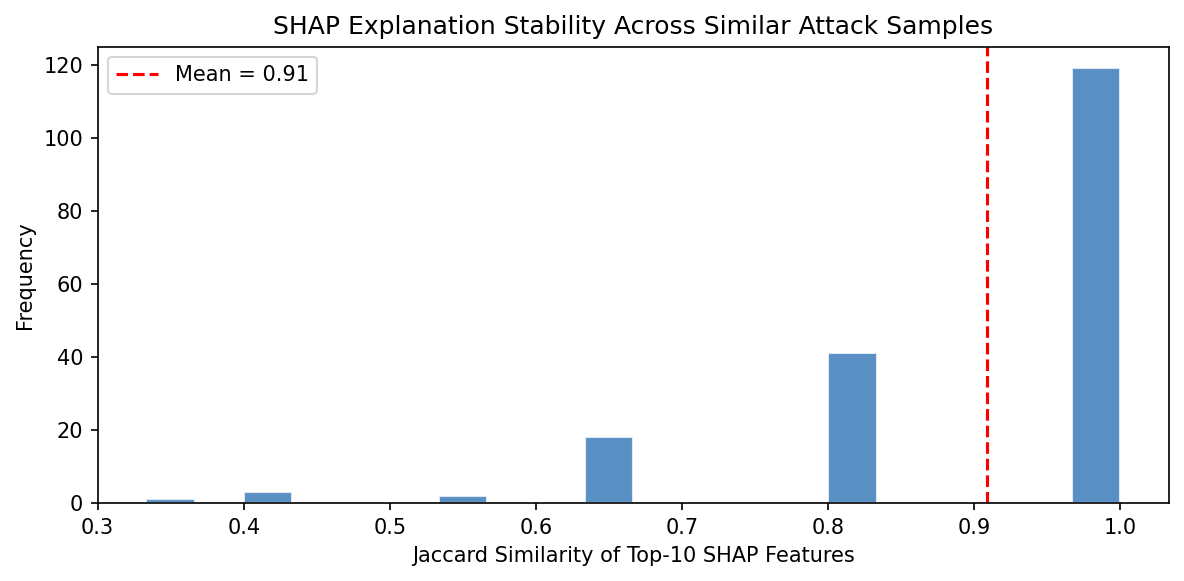 SHAP Explanation Stability Across Similar Attack Samples
Mean = 0.91
Frequency
120
100
80
60
40
20
0
0.3 0.4 0.5 0.6 0.7 0.8 0.9 1.0
Jaccard Similarity of Top-10 SHAP Features